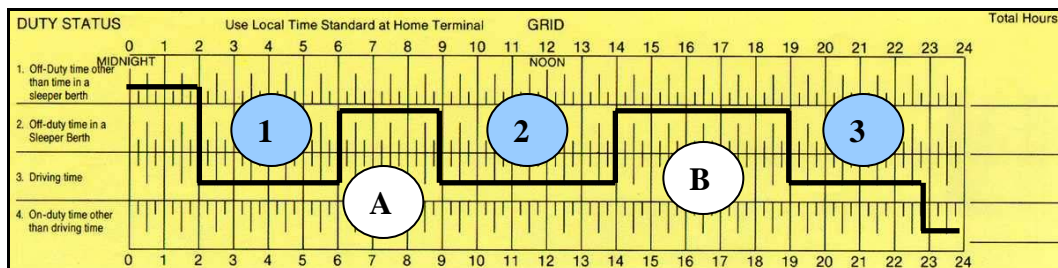 DUTY STATUS Use Local Time Standard at Home Terminal GRID Total Hours
0 1 2 3 4 5 6 7 8 9 10 11 12 13 14 15 16 17 18 19 20 21 22 23 24
MIDNIGHT NOON
1. Off-Duty time other
than time in a
sleeper berth
2. Off-duty time in a
Sleeper Berth
3. Driving time
4. On-duty time other
than driving time
1 2 3
A B
0 1 2 3 4 5 6 7 8 9 10 11 12 13 14 15 16 17 18 19 20 21 22 23 24